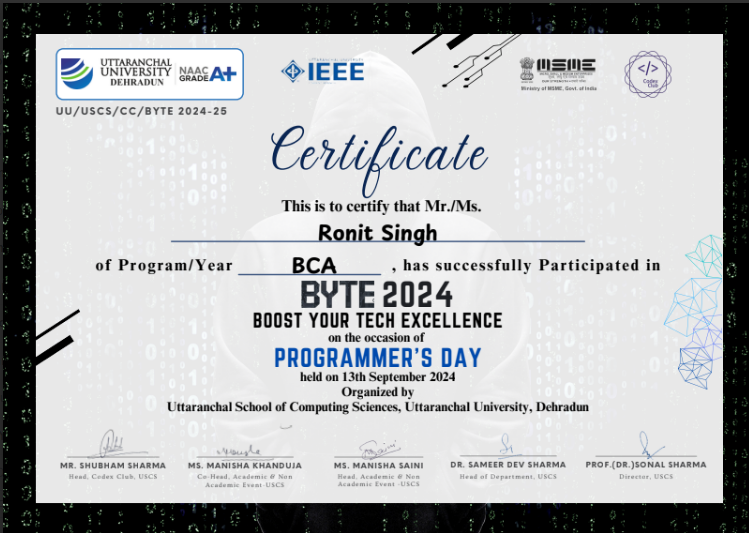 UTTARANCHAL
UNIVERSITY
DEHRADUN
NAAC
GRADE A+
IEEE
MSME
Ministry of MSME, Govt. of India
</>
Codex
Club
UU/USCS/CC/BYTE 2024-25
Certificate
This is to certify that Mr./Ms.
Ronit Singh
of Program/Year BCA , has successfully Participated in
BYTE 2024
BOOST YOUR TECH EXCELLENCE
on the occasion of
PROGRAMMER'S DAY
held on 13th September 2024
Organized by
Uttaranchal School of Computing Sciences, Uttaranchal University, Dehradun
MR. SHUBHAM SHARMA
Head, Codex Club, USCS
MS. MANISHA KHANDUJA
Co-Head, Academic & Non
Academic Event -USCS
MS. MANISHA SAINI
Head, Academic & Non
Academic Event -USCS
DR. SAMEER DEV SHARMA
Head of Department, USCS
PROF.(DR.)SONAL SHARMA
Director, USCS